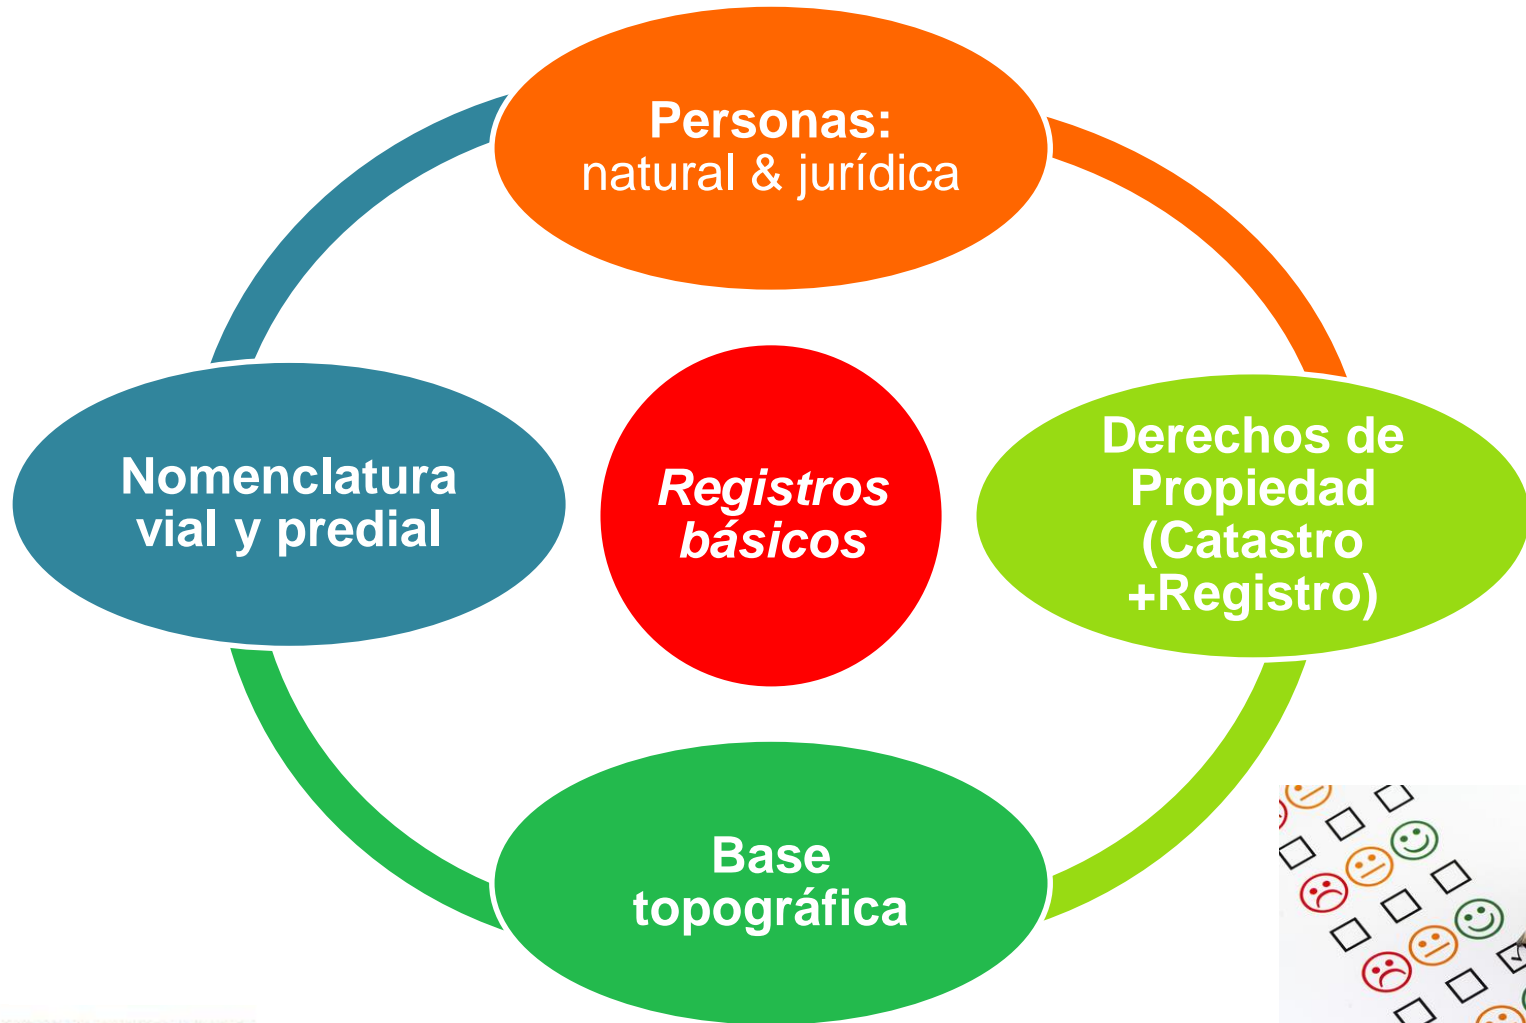 Personas:
natural & jurídica
Nomenclatura
vial y predial
Registros
básicos
Derechos de
Propiedad
(Catastro
+Registro)
Base
topográfica